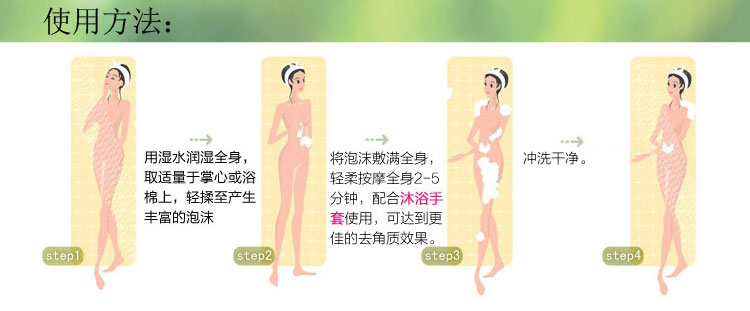 使用方法：
用湿水润湿全身，
取适量于掌心或浴
棉上，轻揉至产生
丰富的泡沫
将泡沫敷满全身，
轻柔按摩全身2-5
分钟，配合沐浴手
套使用，可达到更
佳的去角质效果。
冲洗干净。
step1
step2
step3
step4